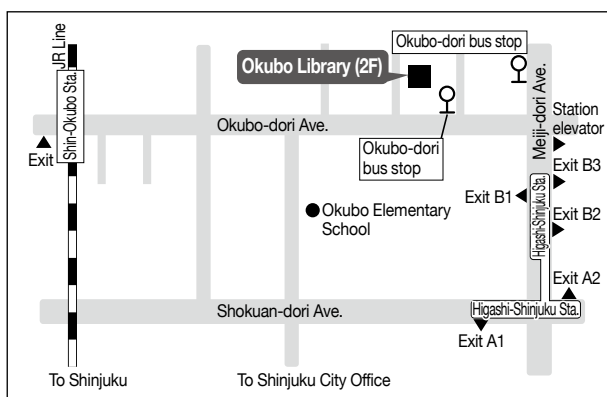 JR Line
Shin-Okubo Sta.
Exit
Okubo-dori bus stop
Okubo Library (2F)
Okubo-dori Ave.
Okubo-dori
bus stop
Meiji-dori Ave.
Station
elevator
Exit B3
Exit B1
Higashi-Shinjuku Sta.
Exit B2
Okubo Elementary
School
Exit A2
Shokuan-dori Ave.
Higashi-Shinjuku Sta.
Exit A1
To Shinjuku
To Shinjuku City Office